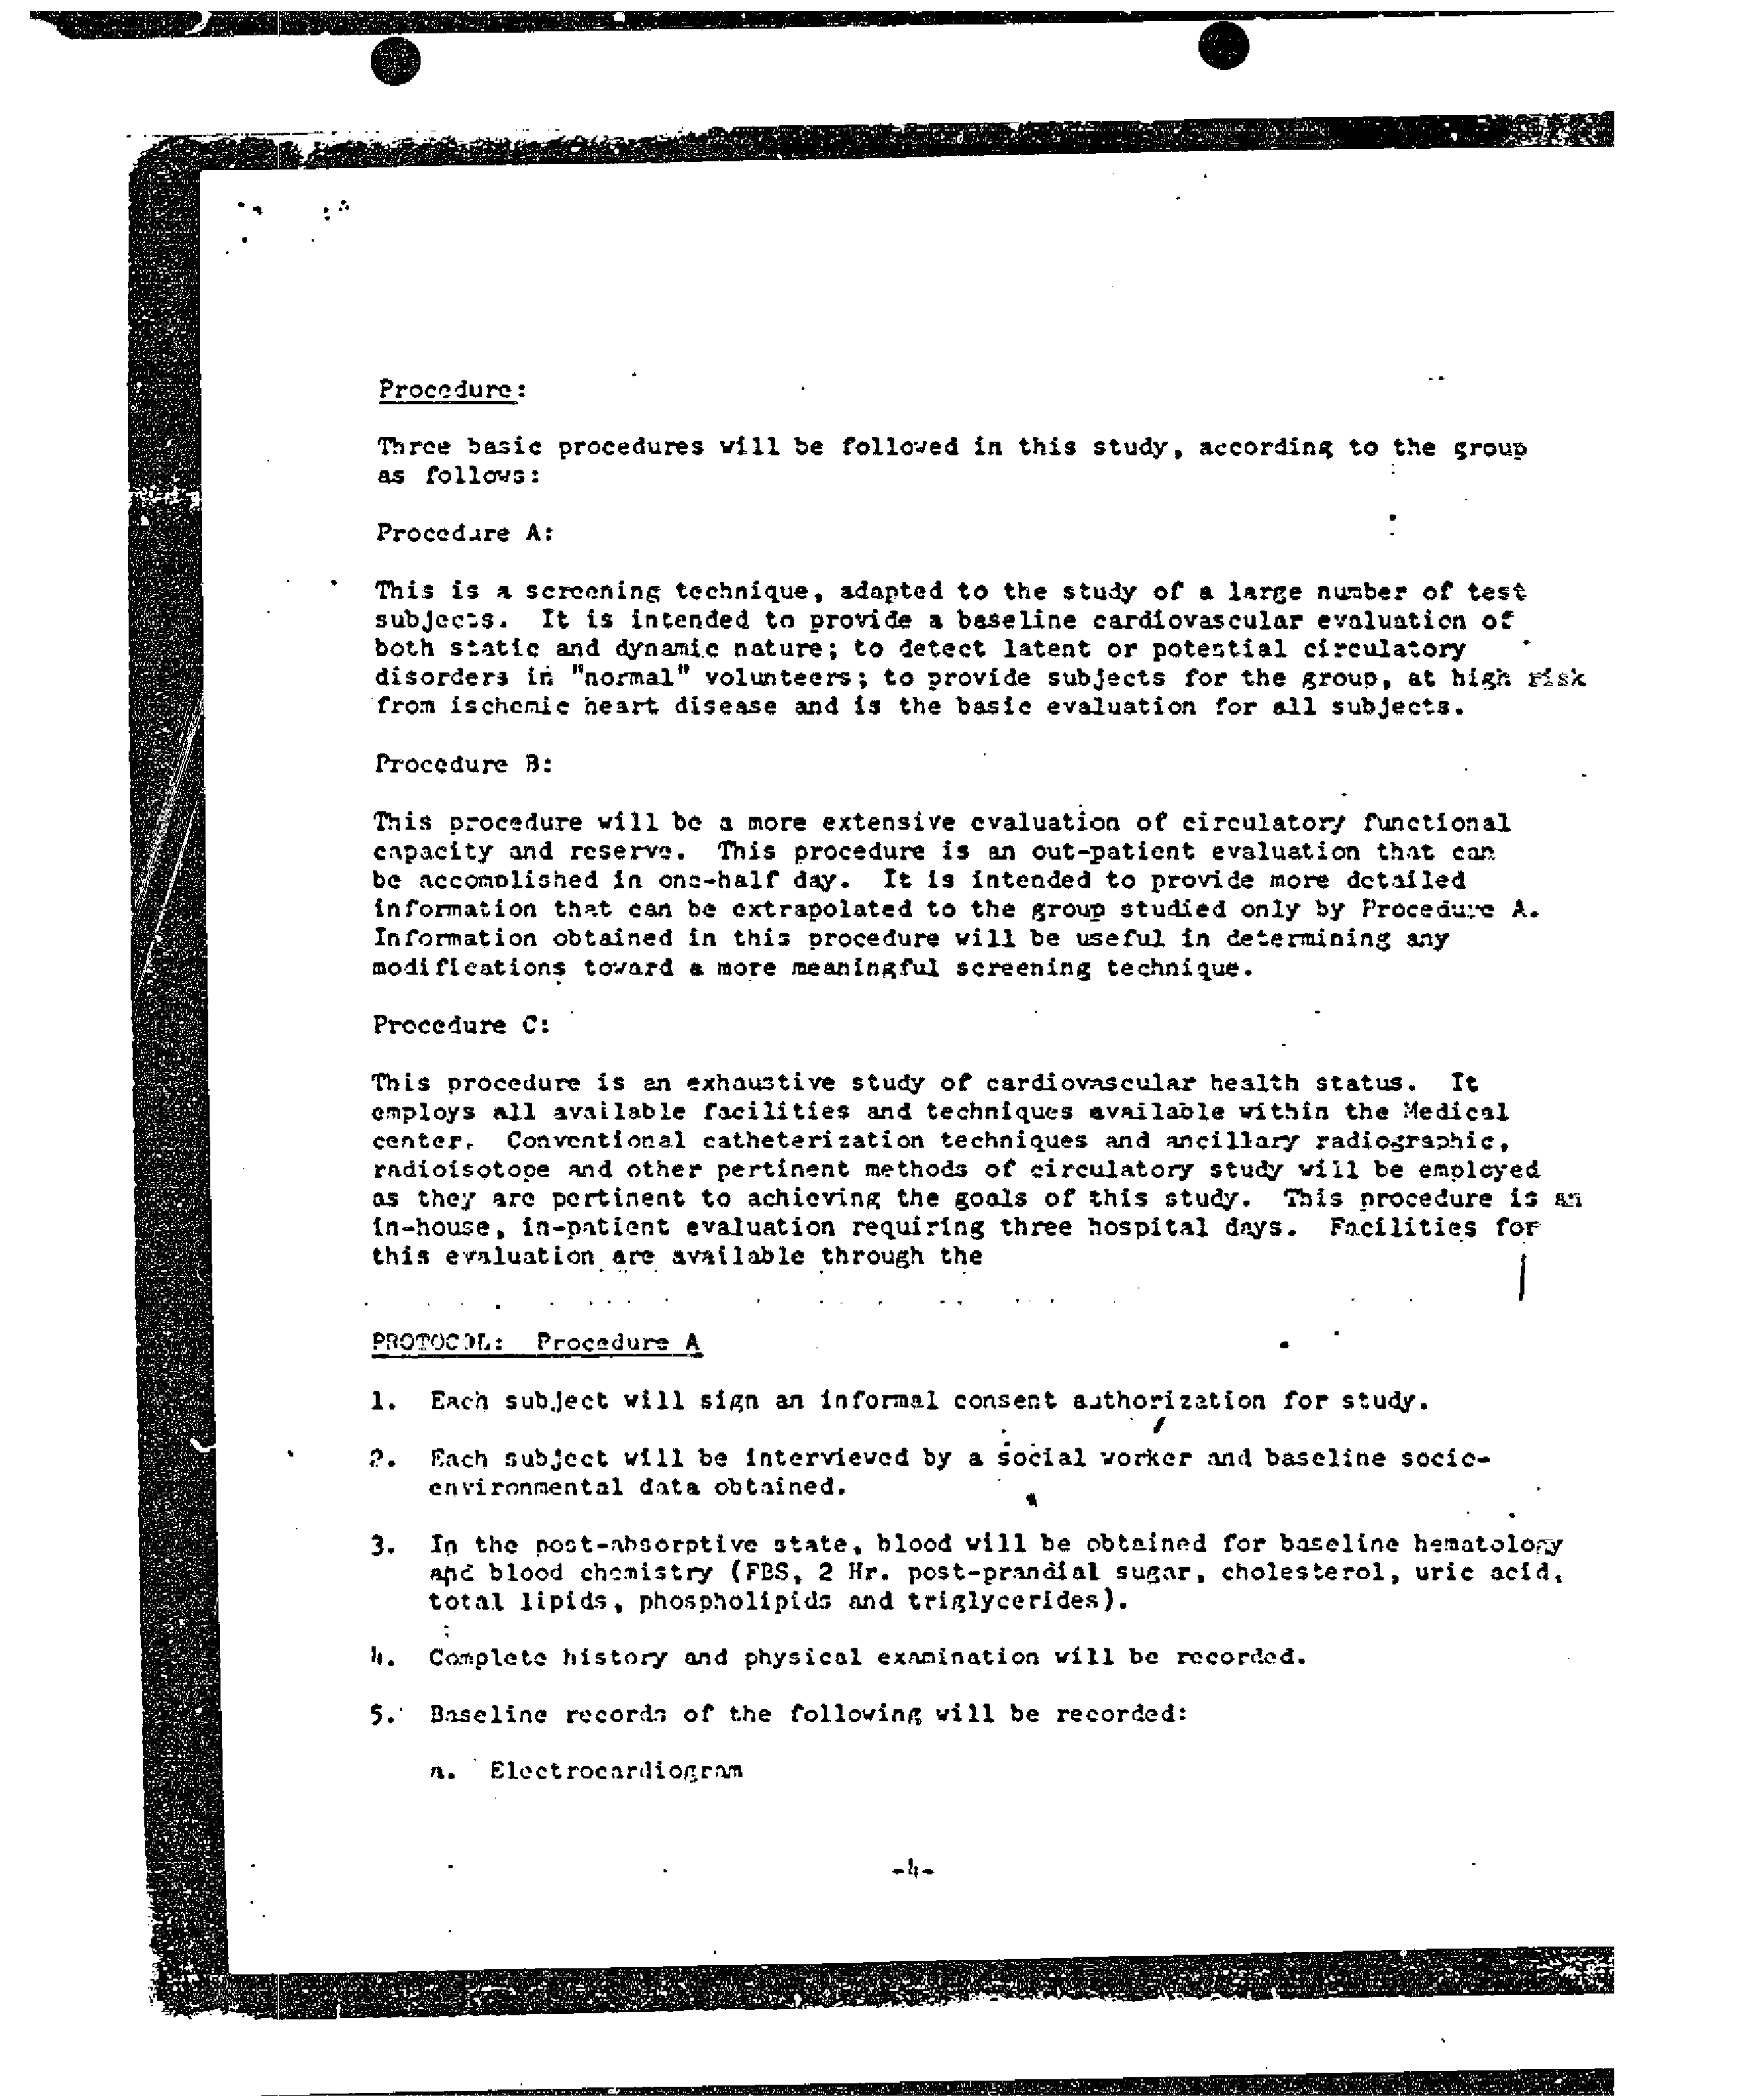 Procedure:
Three basic procedures will be followed in this study, according to the group
as follows:
Procedure A:
This is a screening technique, adapted to the study of a large number of test
subjects. It is intended to provide a baseline cardiovascular evaluation of
both static and dynamic nature; to detect latent or potential circulatory
disorders in "normal" volunteers; to provide subjects for the group, at high risk
from ischemic heart disease and is the basic evaluation for all subjects.
Procedure B:
This procedure will be a more extensive evaluation of circulatory functional
capacity and reserve. This procedure is an out-patient evaluation that can
be accomplished in one-half day. It is intended to provide more detailed
information that can be extrapolated to the group studied only by Procedure A.
Information obtained in this procedure will be useful in determining any
modifications toward a more meaningful screening technique.
Procedure C:
This procedure is an exhaustive study of cardiovascular health status. It
employs all available facilities and techniques available within the Medical
center. Conventional catheterization techniques and ancillary radiographic,
radioisotope and other pertinent methods of circulatory study will be employed
as they are pertinent to achieving the goals of this study. This procedure is an
in-house, in-patient evaluation requiring three hospital days. Facilities for
this evaluation are available through the
PROTOCOL: Procedure A
1. Each subject will sign an informal consent authorization for study.
2. Each subject will be interviewed by a social worker and baseline socio-
environmental data obtained.
3. In the post-absorptive state, blood will be obtained for baseline hematology
and blood chemistry (FBS, 2 Hr. post-prandial sugar, cholesterol, uric acid,
total lipids, phospholipids and triglycerides).
4. Complete history and physical examination will be recorded.
5. Baseline records of the following will be recorded:
a. Electrocardiogram
-4-